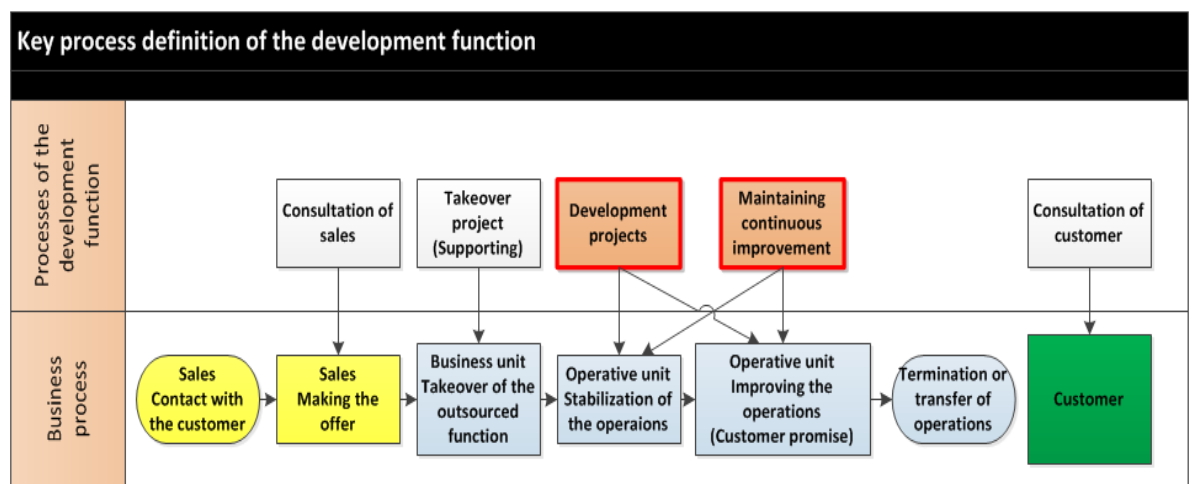 Key process definition of the development function
Processes of the
development
function
Consultation of
sales
Takeover
project
(Supporting)
Development
projects
Maintaining
continuous
improvement
Consultation of
customer
Business
process
Sales
Contact with
the customer
Sales
Making the
offer
Business unit
Takeover of the
outsourced
function
Operative unit
Stabilization of
the operaions
Operative unit
Improving the
operations
(Customer promise)
Termination or
transfer of
operations
Customer